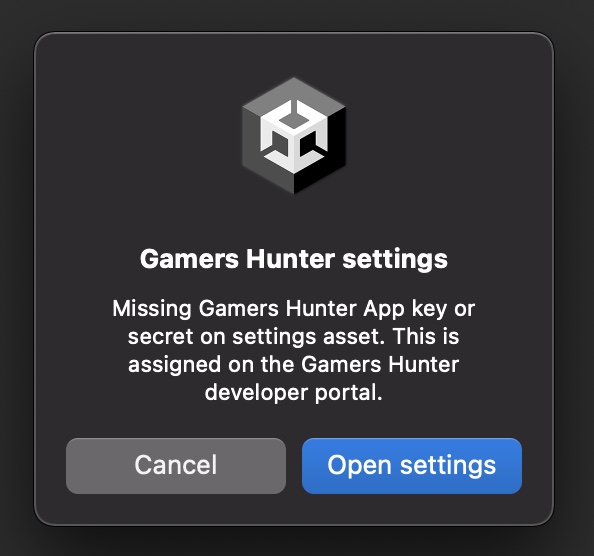 Gamers Hunter settings
Missing Gamers Hunter App key or
secret on settings asset. This is
assigned on the Gamers Hunter
developer portal.
Cancel
Open settings